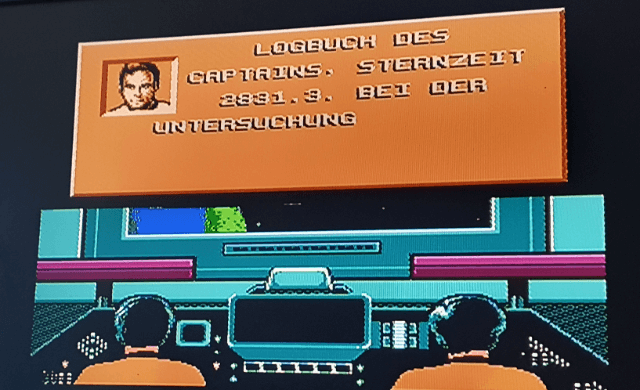 LOGBUCH DES
CAPTAINS, STERNZEIT
2831.3. BEI DER
UNTERSUCHUNG